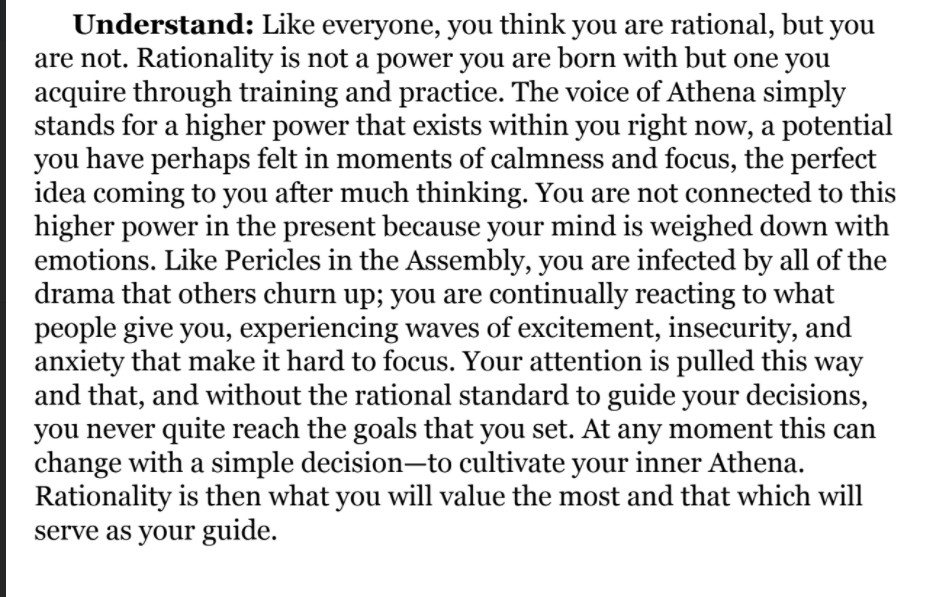 Understand: Like everyone, you think you are rational, but you
are not. Rationality is not a power you are born with but one you
acquire through training and practice. The voice of Athena simply
stands for a higher power that exists within you right now, a potential
you have perhaps felt in moments of calmness and focus, the perfect
idea coming to you after much thinking. You are not connected to this
higher power in the present because your mind is weighed down with
emotions. Like Pericles in the Assembly, you are infected by all of the
drama that others churn up; you are continually reacting to what
people give you, experiencing waves of excitement, insecurity, and
anxiety that make it hard to focus. Your attention is pulled this way
and that, and without the rational standard to guide your decisions,
you never quite reach the goals that you set. At any moment this can
change with a simple decision—to cultivate your inner Athena.
Rationality is then what you will value the most and that which will
serve as your guide.